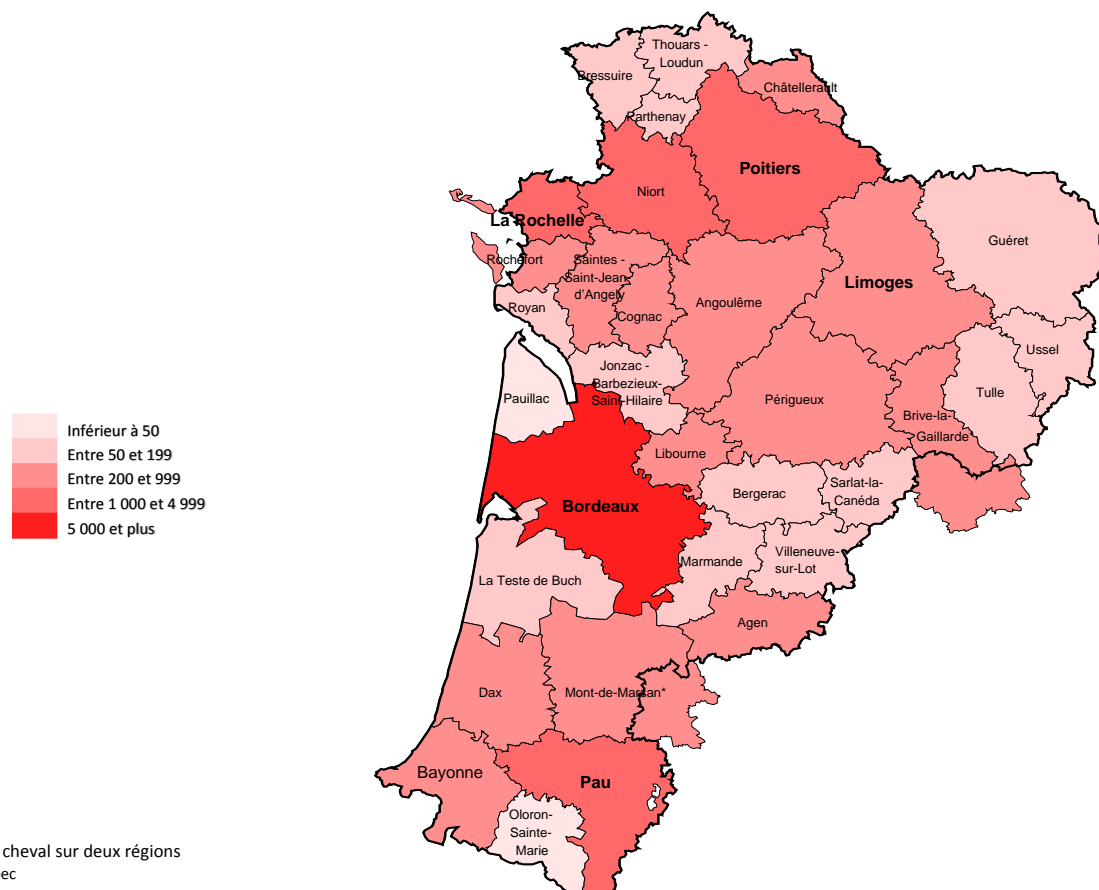 Thouars -
Loudun
Bressuire
Châtellerault
Parthenay
Poitiers
Niort
La Rochelle
Guéret
Rochefort
Saintes -
Saint-Jean-
d'Angely
Limoges
Royan
Cognac
Angoulême
Ussel
Jonzac -
Barbezieux-
Saint-Hilaire
Tulle
Pauillac
Périgueux
Brive-la-
Gaillarde
Inférieur à 50
Entre 50 et 199
Entre 200 et 999
Entre 1 000 et 4 999
5 000 et plus
Libourne
Bergerac
Sarlat-la-
Canéda
Bordeaux
Marmande
Villeneuve-
sur-Lot
La Teste de Buch
Agen
Dax
Mont-de-Marsan*
Bayonne
Pau
Oloron-
Sainte-
Marie
cheval sur deux régions